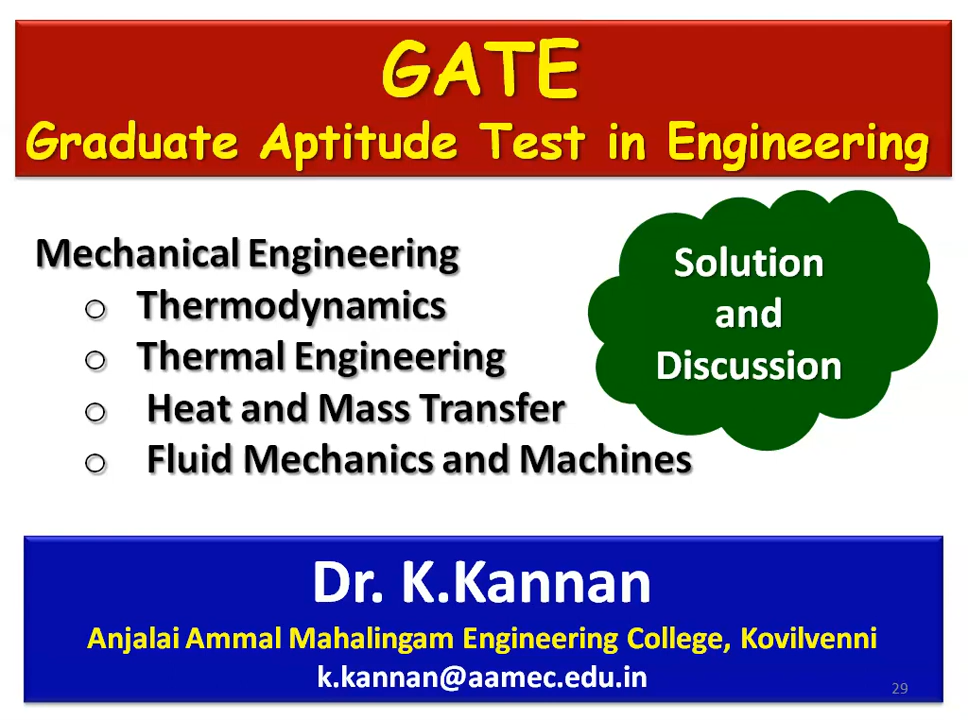 GATE
Graduate Aptitude Test in Engineering
Mechanical Engineering
o Thermodynamics
o Thermal Engineering
o Heat and Mass Transfer
o Fluid Mechanics and Machines
Solution
and
Discussion
Dr. K.Kannan
Anjalai Ammal Mahalingam Engineering College, Kovilvenni
k.kannan@aamec.edu.in
29